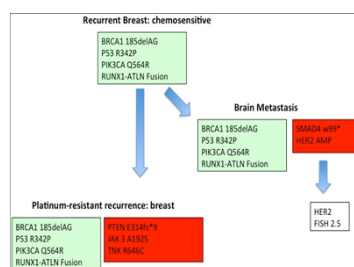 Recurrent Breast: chemosensitive
BRCA1 185delAG
P53 R342P
PIK3CA Q564R
RUNX1-ATLN Fusion
Brain Metastasis
BRCA1 185delAG
P53 R342P
PIK3CA Q564R
RUNX1-ATLN Fusion
SMAD4 w99*
HER2 AMP
HER2
FISH 2.5
Platinum-resistant recurrence: breast
BRCA1 185delAG
P53 R342P
PIK3CA Q564R
RUNX1-ATLN Fusion
PTEN E314fs*9
JAK 3 A192S
TNK R646C